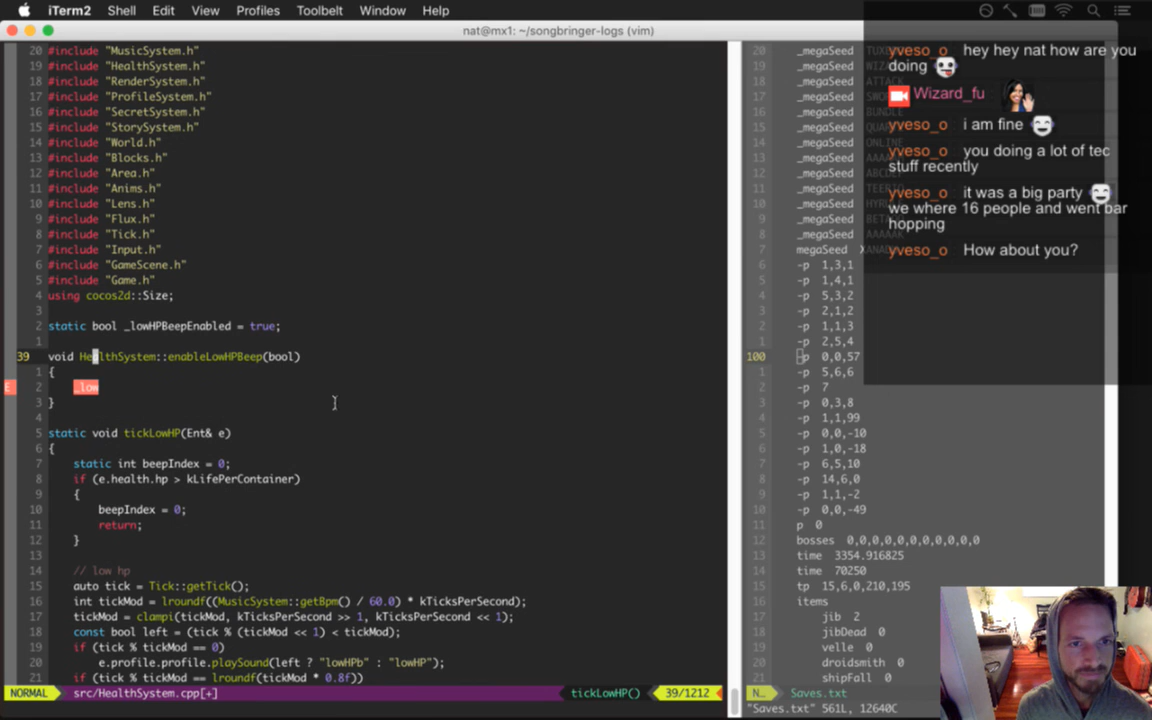 iTerm2 Shell Edit View Profiles Toolbelt Window Help
nat@mx1: ~/songbringer-logs (vim)
20 #include "MusicSystem.h"
19 #include "HealthSystem.h"
18 #include "RenderSystem.h"
17 #include "ProfileSystem.h"
16 #include "SecretSystem.h"
15 #include "StorySystem.h"
14 #include "World.h"
13 #include "Blocks.h"
12 #include "Area.h"
11 #include "Anims.h"
10 #include "Lens.h"
9 #include "Flux.h"
8 #include "Tick.h"
7 #include "Input.h"
6 #include "GameScene.h"
5 #include "Game.h"
4 using cocos2d::Size;
3
2 static bool _lowHPBeepEnabled = true;
1
39 void HealthSystem::enableLowHPBeep(bool)
1 {
E 2 _low
3 }
4
5 static void tickLowHP(Ent& e)
6 {
7 static int beepIndex = 0;
8 if (e.health.hp > kLifePerContainer)
9 {
10 beepIndex = 0;
11 return;
12 }
13
14 // low hp
15 auto tick = Tick::getTick();
16 int tickMod = lroundf((MusicSystem::getBpm() / 60.0) * kTicksPerSecond);
17 tickMod = clampi(tickMod, kTicksPerSecond >> 1, kTicksPerSecond << 1);
18 const bool left = (tick % (tickMod << 1) < tickMod);
19 if (tick % tickMod == 0)
20 e.profile.profile.playSound(left ? "lowHPb" : "lowHP");
21 if (tick % tickMod == lroundf(tickMod * 0.8f))
NORMAL src/HealthSystem.cpp[+] tickLowHP() 39/1212
20 _megaSeed
19 _megaSeed
18 _megaSeed ATTACK
17 _megaSeed
16 _megaSeed BUNDLE
15 _megaSeed
14 _megaSeed ONLINE
13 _megaSeed
12 _megaSeed
11 _megaSeed
10 _megaSeed
9 _megaSeed
8 _megaSeed
7 megaSeed
6 -p 1,3,1
5 -p 1,4,1
4 -p 5,3,2
3 -p 2,1,2
2 -p 1,1,3
1 -p 2,5,4
100 -p 0,0,57
1 -p 5,6,6
2 -p 7
3 -p 0,3,8
4 -p 1,1,99
5 -p 0,0,-10
6 -p 1,0,-18
7 -p 6,5,10
8 -p 14,6,0
9 -p 1,1,-2
10 -p 0,0,-49
11 p 0
12 bosses 0,0,0,0,0,0,0,0,0,0,0
13 time 3354.916825
14 time 70250
15 tp 15,6,0,210,195
16 items
17 jib 2
18 jibDead 0
19 velle 0
20 droidsmith 0
21 shipFall 0
N... Saves.txt
"Saves.txt" 561L, 12640C
yveso_o hey hey nat how are you
doing
Wizard_fu
yveso_o i am fine
yveso_o you doing a lot of tec
stuff recently
yveso_o it was a big party
we where 16 people and went bar
hopping
yveso_o How about you?